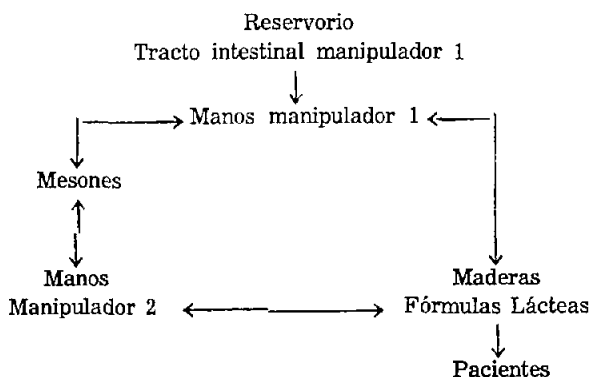 Reservorio
Tracto intestinal manipulador 1
Manos manipulador 1
Mesones
Manos
Manipulador 2
Maderas
Fórmulas Lácteas
Pacientes